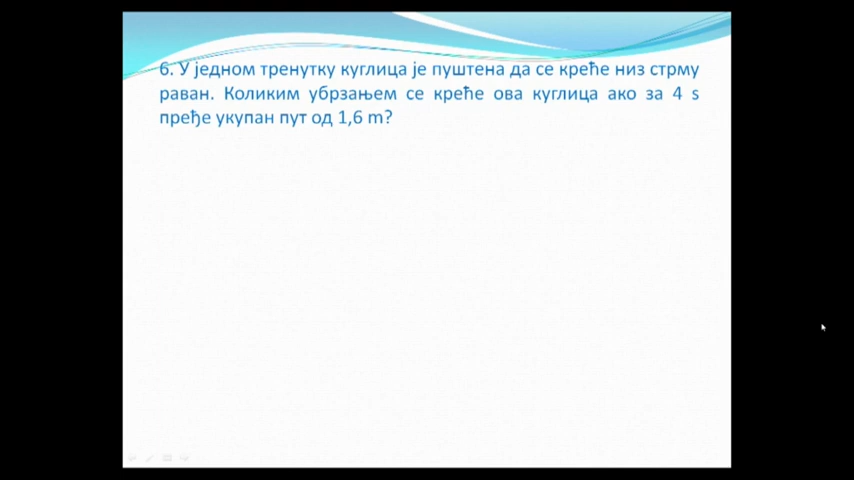 6. У једном тренутку куглица је пуштена да се креће низ стрму
раван. Коликим убрзањем се креће ова куглица ако за 4 s
пређе укупан пут од 1,6 m?